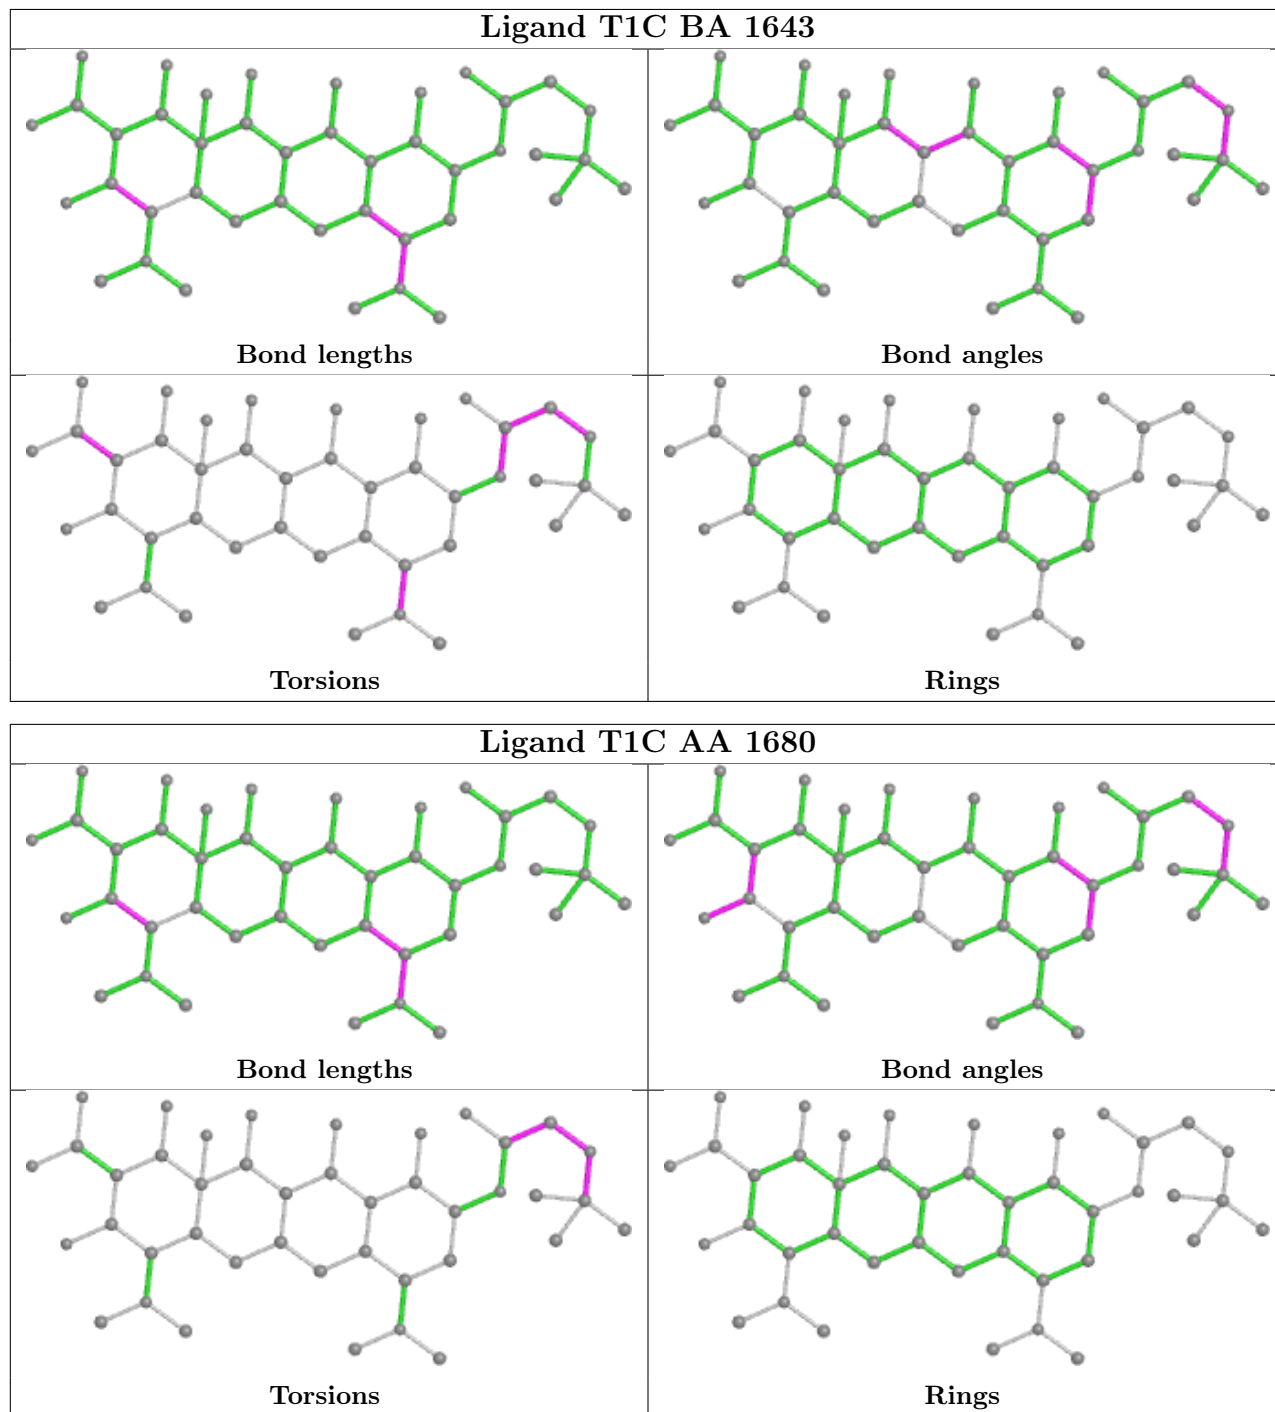 Ligand T1C BA 1643
Bond lengths
Bond angles
Torsions
Rings
Ligand T1C AA 1680
Bond lengths
Bond angles
Torsions
Rings